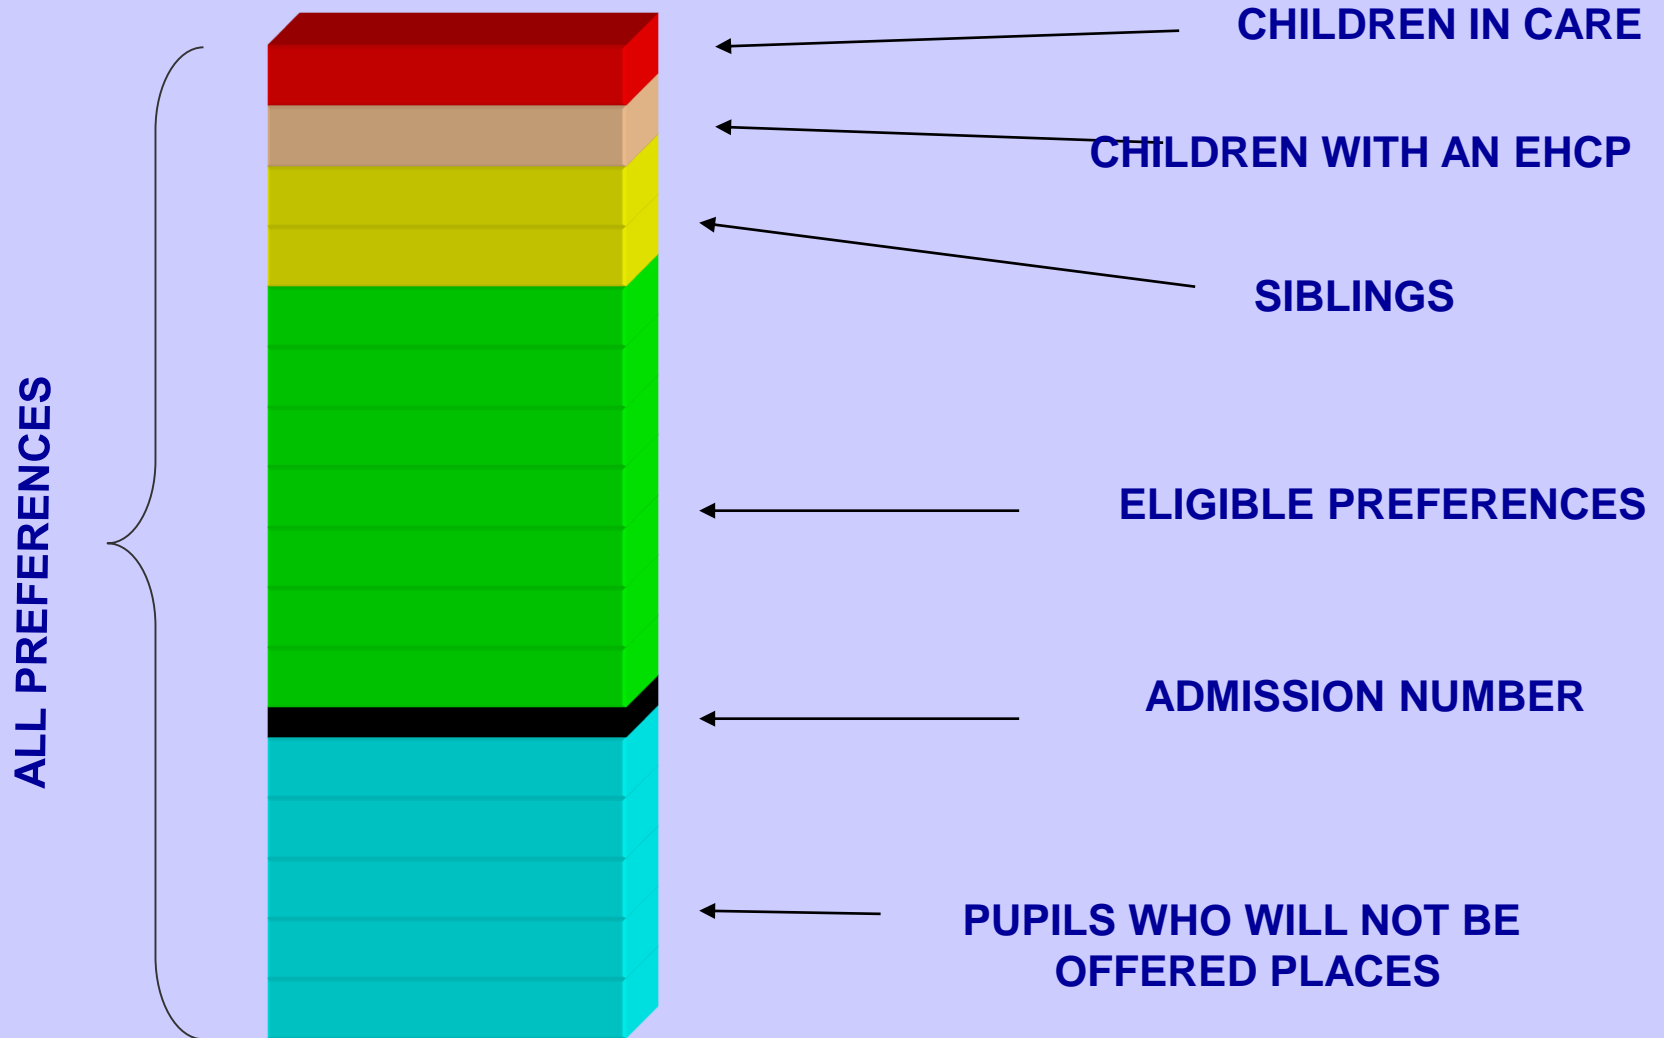 CHILDREN IN CARE
CHILDREN WITH AN EHCP
SIBLINGS
ALL PREFERENCES
ELIGIBLE PREFERENCES
ADMISSION NUMBER
PUPILS WHO WILL NOT BE
OFFERED PLACES